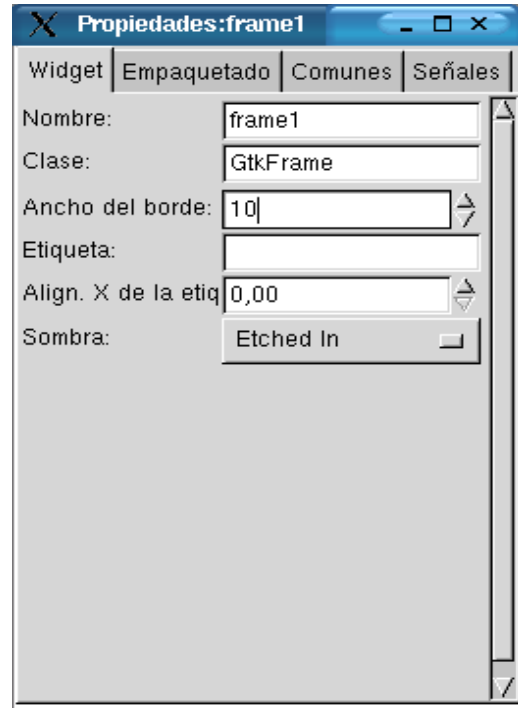 Propiedades:frame1
Widget Empaquetado Comunes Señales
Nombre: frame1
Clase: GtkFrame
Ancho del borde: 10
Etiqueta:
Align. X de la etiq 0,00
Sombra: Etched In